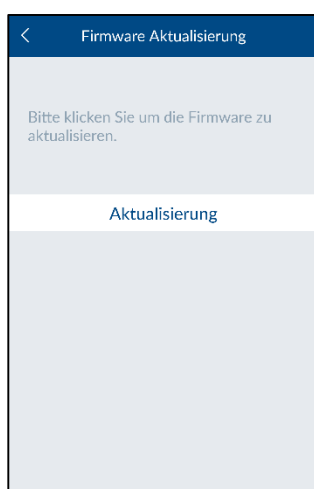 Firmware Aktualisierung
Bitte klicken Sie um die Firmware zu
aktualisieren.
Aktualisierung